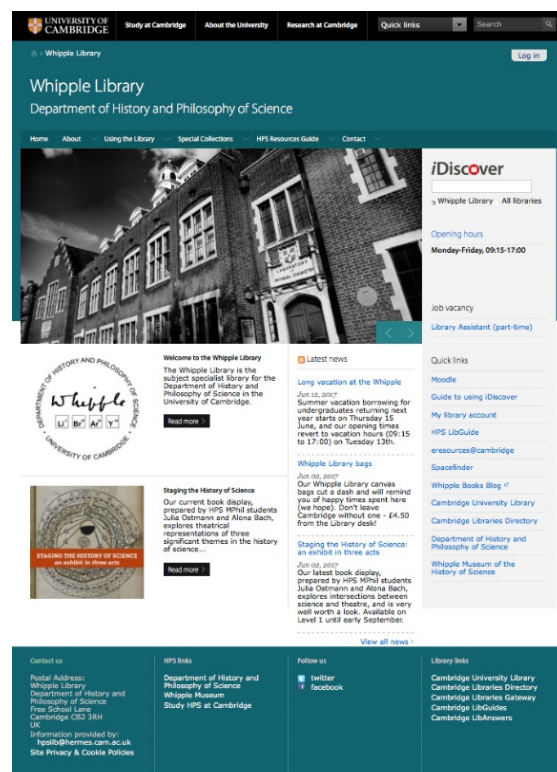 UNIVERSITY OF
CAMBRIDGE
Study at Cambridge
About the University
Research at Cambridge
Quick links
Search
Whipple Library
Log in
Whipple Library
Department of History and Philosophy of Science
Home
About
Using the Library
Special Collections
HPS Resources Guide
Contact
LABORATORY
PHYSICAL CHEMISTRY
iDiscover
Whipple Library
All libraries
Opening hours
Monday-Friday, 09:15-17:00
Job vacancy
Library Assistant (part-time)
Quick links
Moodle
Guide to using iDiscover
My library account
HPS LibGuide
eresources@cambridge
Spacefinder
Whipple Books Blog
Cambridge University Library
Cambridge Libraries Directory
Department of History and
Philosophy of Science
Whipple Museum of the
History of Science
DEPARTMENT OF HISTORY AND PHILOSOPHY OF SCIENCE
Whipple
Li Br Ar Y
UNIVERSITY OF CAMBRIDGE
Welcome to the Whipple Library
The Whipple Library is the
subject specialist library for the
Department of History and
Philosophy of Science in the
University of Cambridge.
Read more >
STAGING THE HISTORY OF SCIENCE
an exhibit in three acts
Staging the History of Science
Our current book display,
prepared by HPS MPhil students
Julia Ostmann and Alona Bach,
explores theatrical
representations of three
significant themes in the history
of science...
Read more >
Latest news
Long vacation at the Whipple
Jun 12, 2017
Summer vacation borrowing for
undergraduates returning next
year starts on Thursday 15
June, and our opening times
revert to vacation hours (09:15
to 17:00) on Tuesday 13th.
Whipple Library bags
Jun 02, 2017
Our Whipple Library canvas
bags cut a dash and will remind
you of happy times spent here
(we hope). Don't leave
Cambridge without one - £4.50
from the Library desk!
Staging the History of Science:
an exhibit in three acts
Jun 02, 2017
Our latest book display,
prepared by HPS MPhil students
Julia Ostmann and Alona Bach,
explores intersections between
science and theatre, and is very
well worth a look. Available on
Level 1 until early September.
View all news
Contact us
Postal Address:
Whipple Library
Department of History and
Philosophy of Science
Free School Lane
Cambridge CB2 3RH
UK
Information provided by:
hpslib@hermes.cam.ac.uk
Site Privacy & Cookie Policies
HPS links
Department of History and
Philosophy of Science
Whipple Museum
Study HPS at Cambridge
Follow us
twitter
facebook
Library links
Cambridge University Library
Cambridge Libraries Directory
Cambridge Libraries Gateway
Cambridge LibGuides
Cambridge LibAnswers